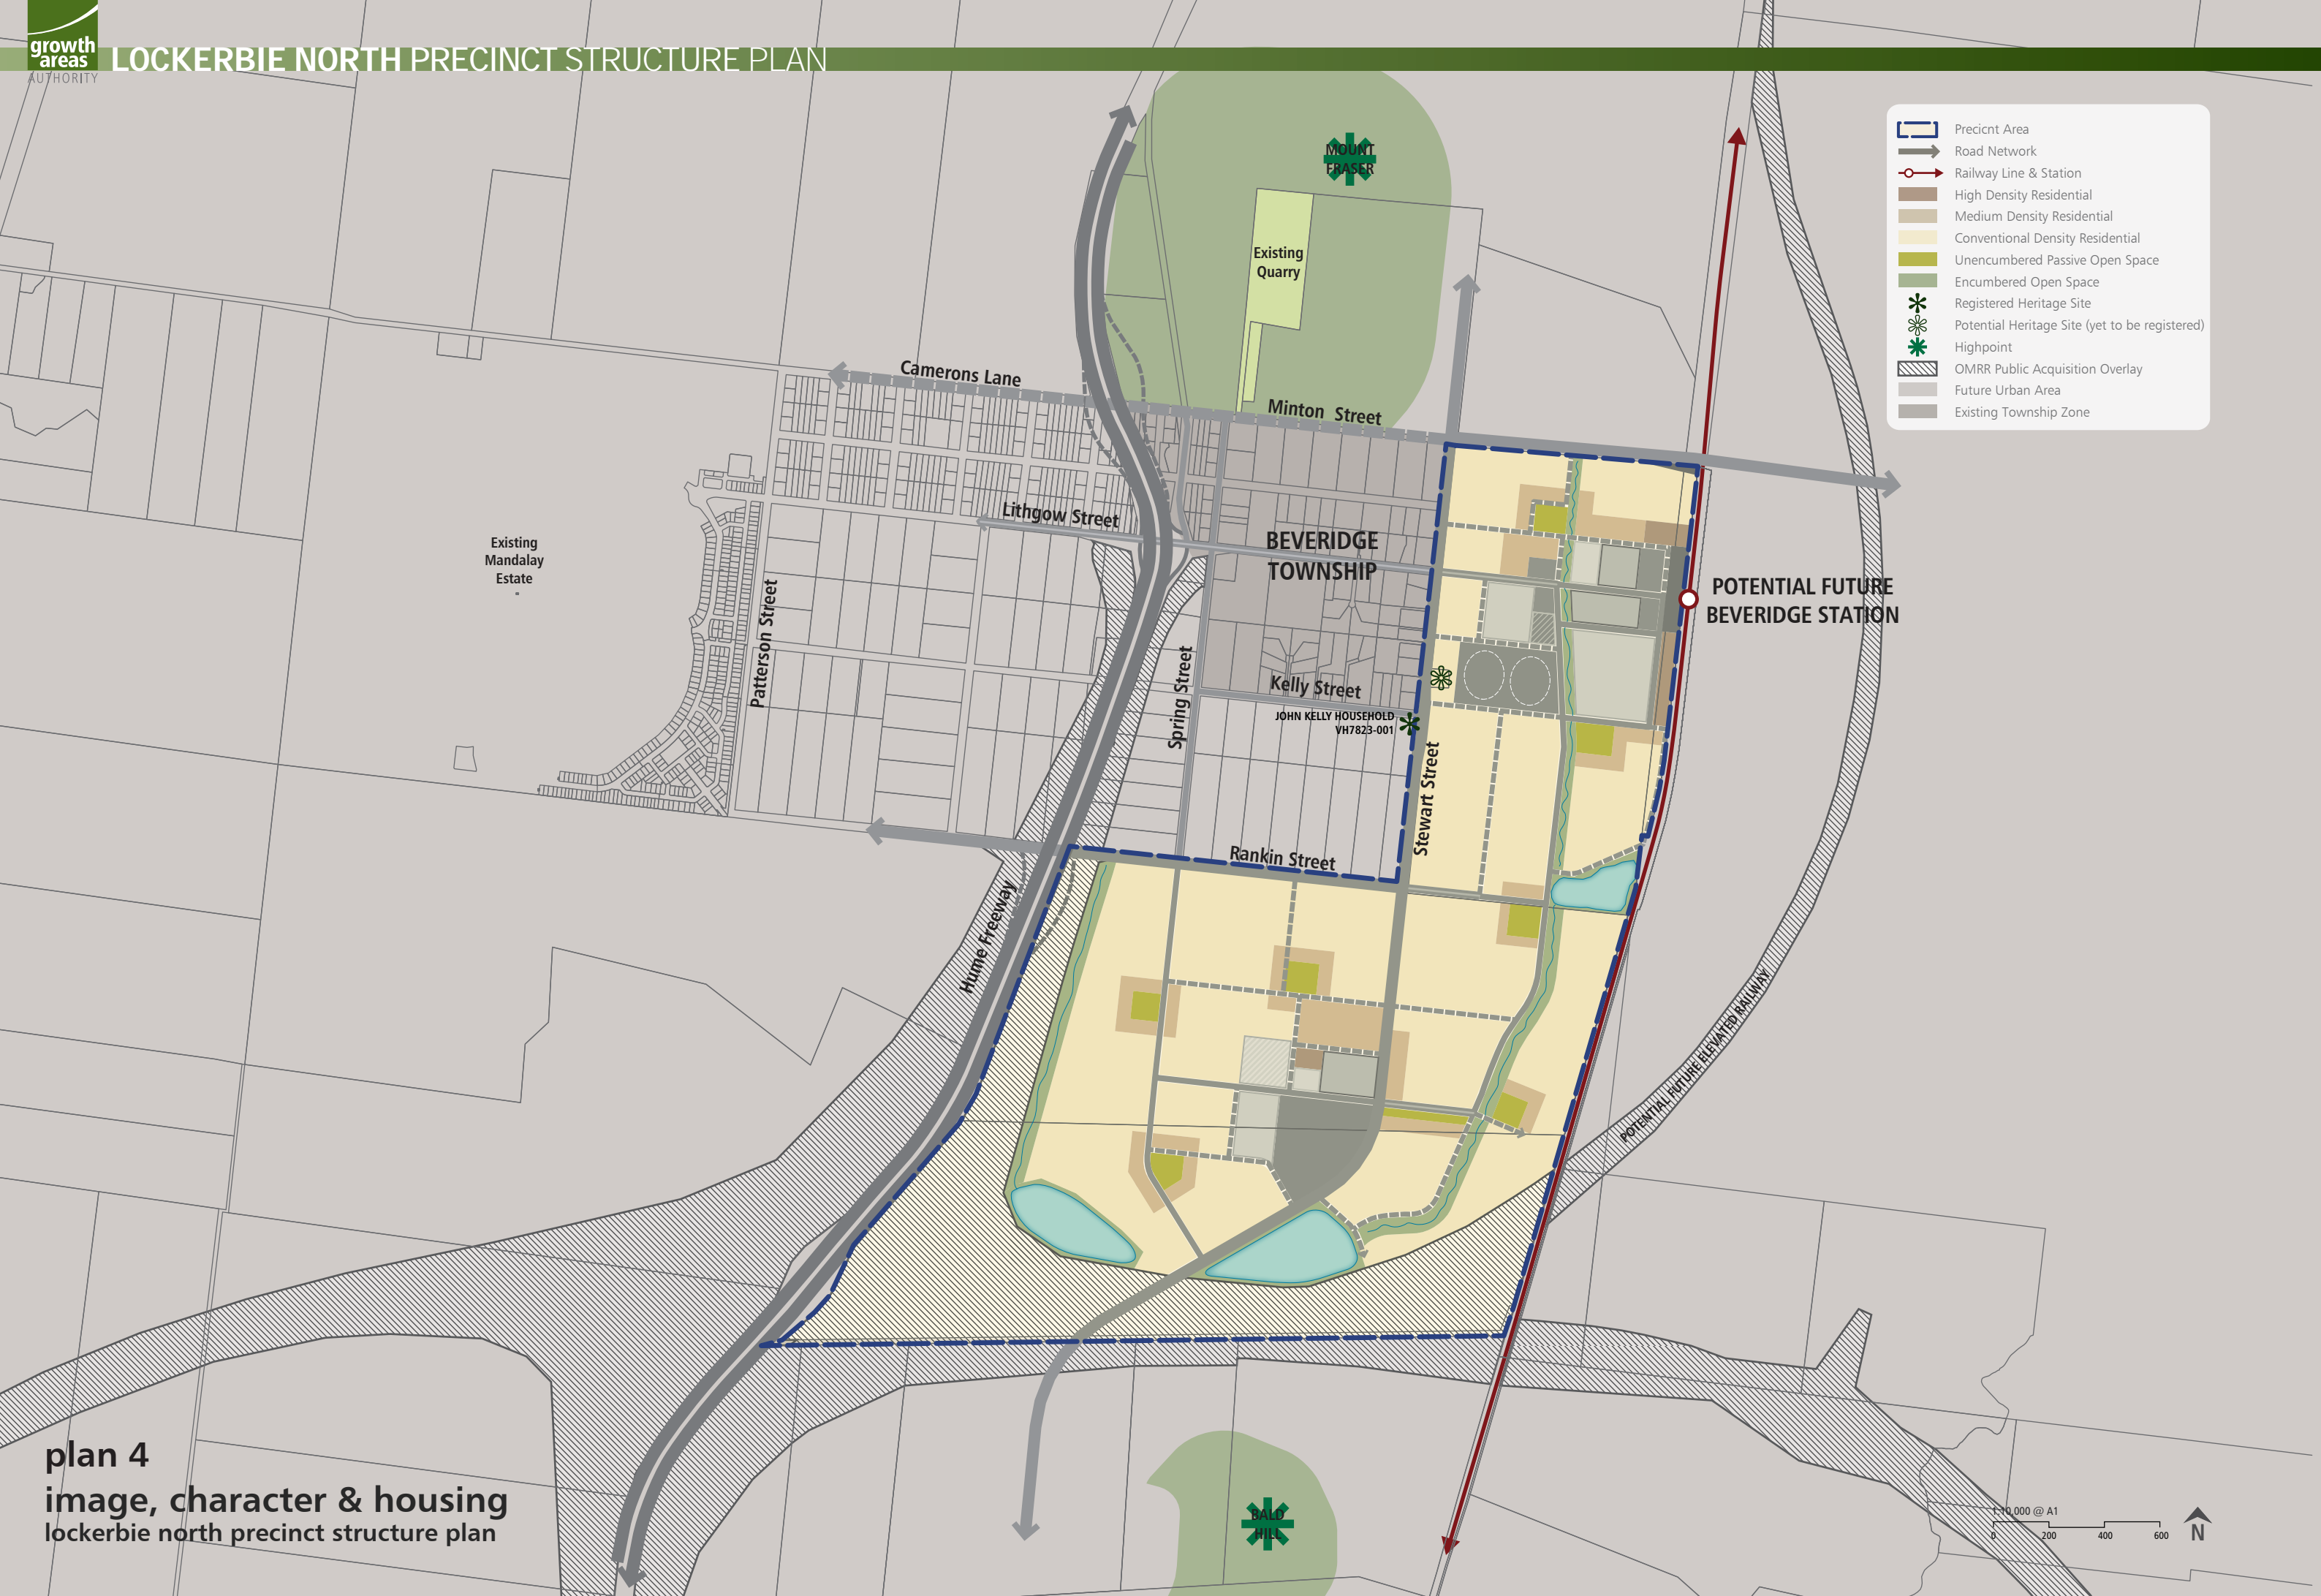 growth
areas
AUTHORITY
LOCKERBIE NORTH PRECINCT STRUCTURE PLAN
Precicnt Area
Road Network
Railway Line & Station
High Density Residential
Medium Density Residential
Conventional Density Residential
Unencumbered Passive Open Space
Encumbered Open Space
Registered Heritage Site
Potential Heritage Site (yet to be registered)
Highpoint
OMRR Public Acquisition Overlay
Future Urban Area
Existing Township Zone
MOUNT
FRASER
Existing
Quarry
Camerons Lane
Minton Street
Lithgow Street
BEVERIDGE
TOWNSHIP
Existing
Mandalay
Estate
POTENTIAL FUTURE
BEVERIDGE STATION
Patterson Street
Spring Street
Kelly Street
JOHN KELLY HOUSEHOLD
VH7823-001
Stewart Street
Rankin Street
Hume Freeway
POTENTIAL FUTURE ELEVATED RAILWAY
plan 4
image, character & housing
lockerbie north precinct structure plan
BALD
HILL
1:10,000 @ A1
0 200 400 600
N